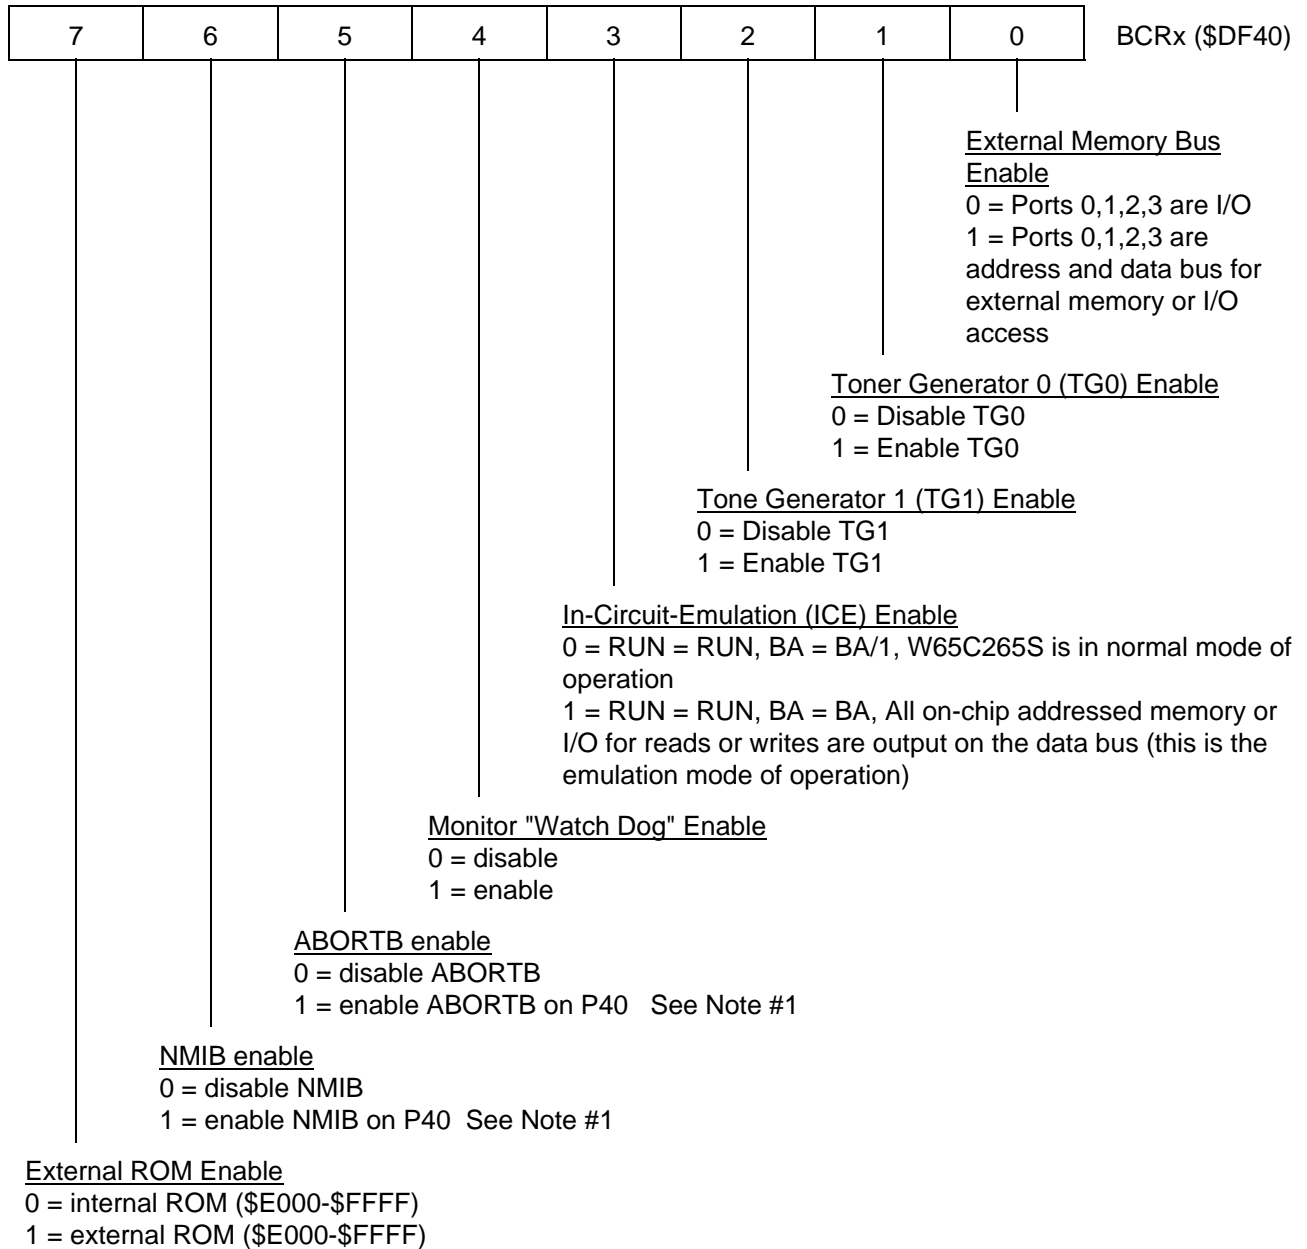 7 6 5 4 3 2 1 0 BCRx ($DF40)
External Memory Bus
Enable
0 = Ports 0,1,2,3 are I/O
1 = Ports 0,1,2,3 are
address and data bus for
external memory or I/O
access
Toner Generator 0 (TG0) Enable
0 = Disable TG0
1 = Enable TG0
Tone Generator 1 (TG1) Enable
0 = Disable TG1
1 = Enable TG1
In-Circuit-Emulation (ICE) Enable
0 = RUN = RUN, BA = BA/1, W65C265S is in normal mode of
operation
1 = RUN = RUN, BA = BA, All on-chip addressed memory or
I/O for reads or writes are output on the data bus (this is the
emulation mode of operation)
Monitor "Watch Dog" Enable
0 = disable
1 = enable
ABORTB enable
0 = disable ABORTB
1 = enable ABORTB on P40 See Note #1
NMIB enable
0 = disable NMIB
1 = enable NMIB on P40 See Note #1
External ROM Enable
0 = internal ROM ($E000-$FFFF)
1 = external ROM ($E000-$FFFF)